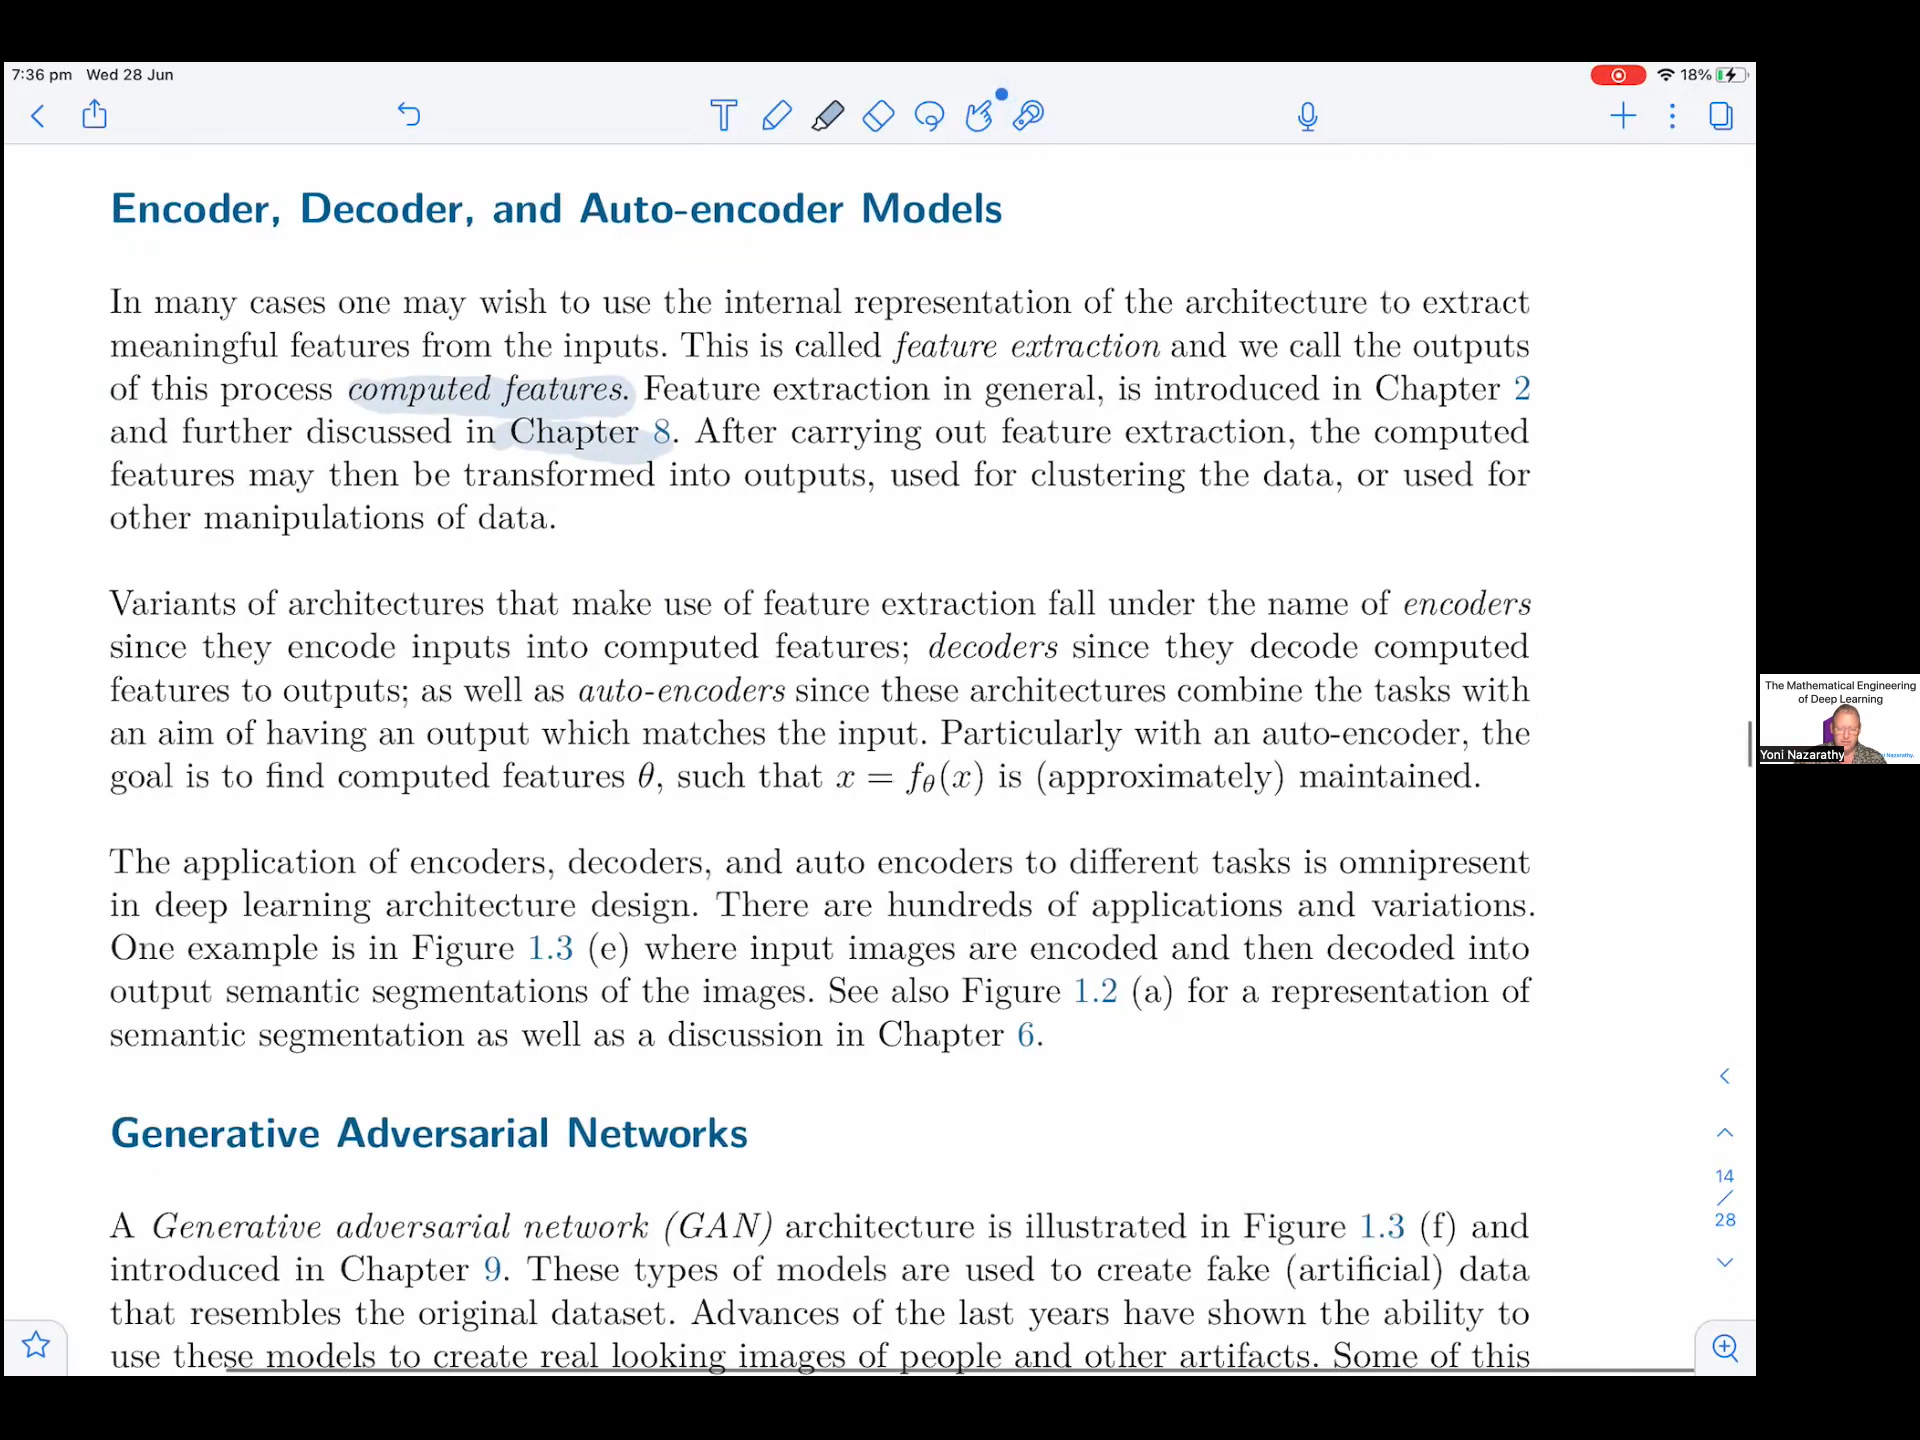 7:36 pm Wed 28 Jun
18%
Encoder, Decoder, and Auto-encoder Models
In many cases one may wish to use the internal representation of the architecture to extract
meaningful features from the inputs. This is called feature extraction and we call the outputs
of this process computed features. Feature extraction in general, is introduced in Chapter 2
and further discussed in Chapter 8. After carrying out feature extraction, the computed
features may then be transformed into outputs, used for clustering the data, or used for
other manipulations of data.
Variants of architectures that make use of feature extraction fall under the name of encoders
since they encode inputs into computed features; decoders since they decode computed
features to outputs; as well as auto-encoders since these architectures combine the tasks with
an aim of having an output which matches the input. Particularly with an auto-encoder, the
goal is to find computed features θ, such that x = f_θ(x) is (approximately) maintained.
The application of encoders, decoders, and auto encoders to different tasks is omnipresent
in deep learning architecture design. There are hundreds of applications and variations.
One example is in Figure 1.3 (e) where input images are encoded and then decoded into
output semantic segmentations of the images. See also Figure 1.2 (a) for a representation of
semantic segmentation as well as a discussion in Chapter 6.
Generative Adversarial Networks
A Generative adversarial network (GAN) architecture is illustrated in Figure 1.3 (f) and
introduced in Chapter 9. These types of models are used to create fake (artificial) data
that resembles the original dataset. Advances of the last years have shown the ability to
use these models to create real looking images of people and other artifacts. Some of this
14
/
28
The Mathematical Engineering
of Deep Learning
Yoni Nazarathy
Nazarathy.